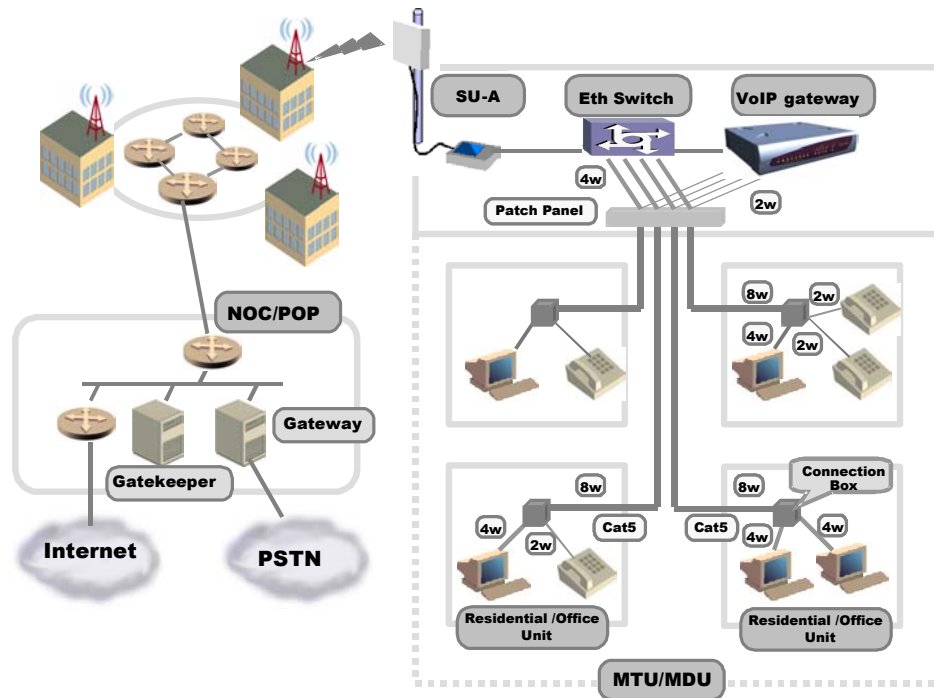 SU-A
Eth Switch
VoIP gateway
4w
2w
Patch Panel
NOC/POP
8w
2w
4w
2w
Gateway
Gatekeeper
Internet
PSTN
8w
4w
Cat5
2w
Residential /Office
Unit
Connection
Box
8w
Cat5
4w
4w
Residential /Office
Unit
MTU/MDU